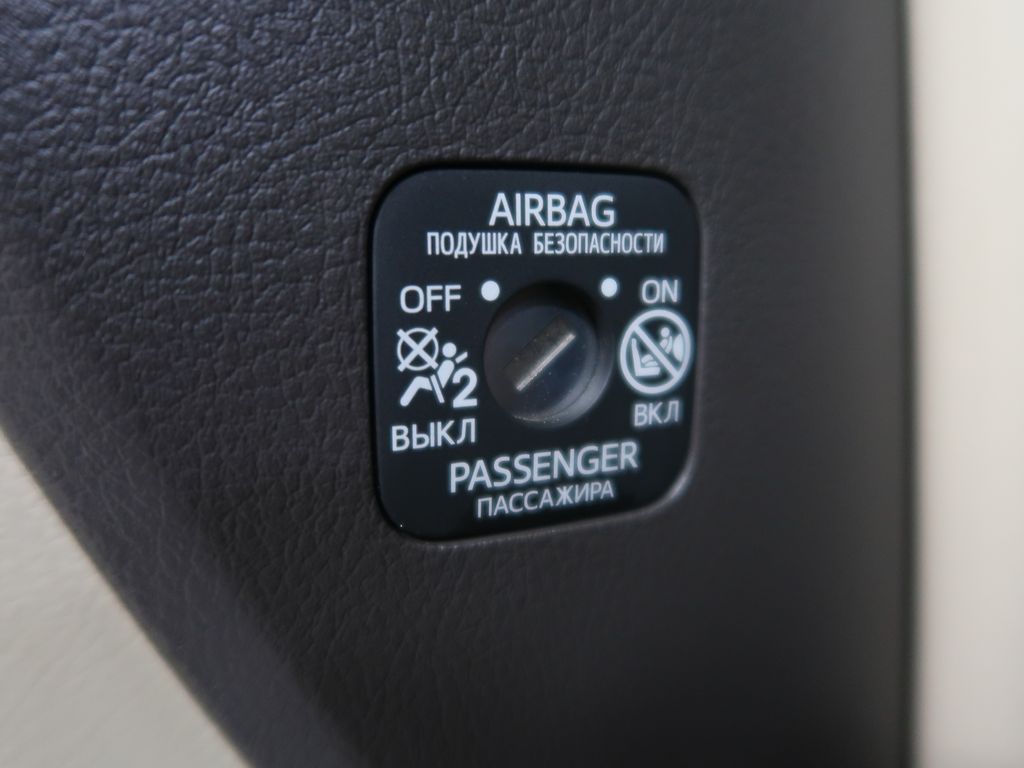 AIRBAG
ПОДУШКА БЕЗОПАСНОСТИ
OFF ON
2
ВЫКЛ ВКЛ
PASSENGER
ПАССАЖИРА